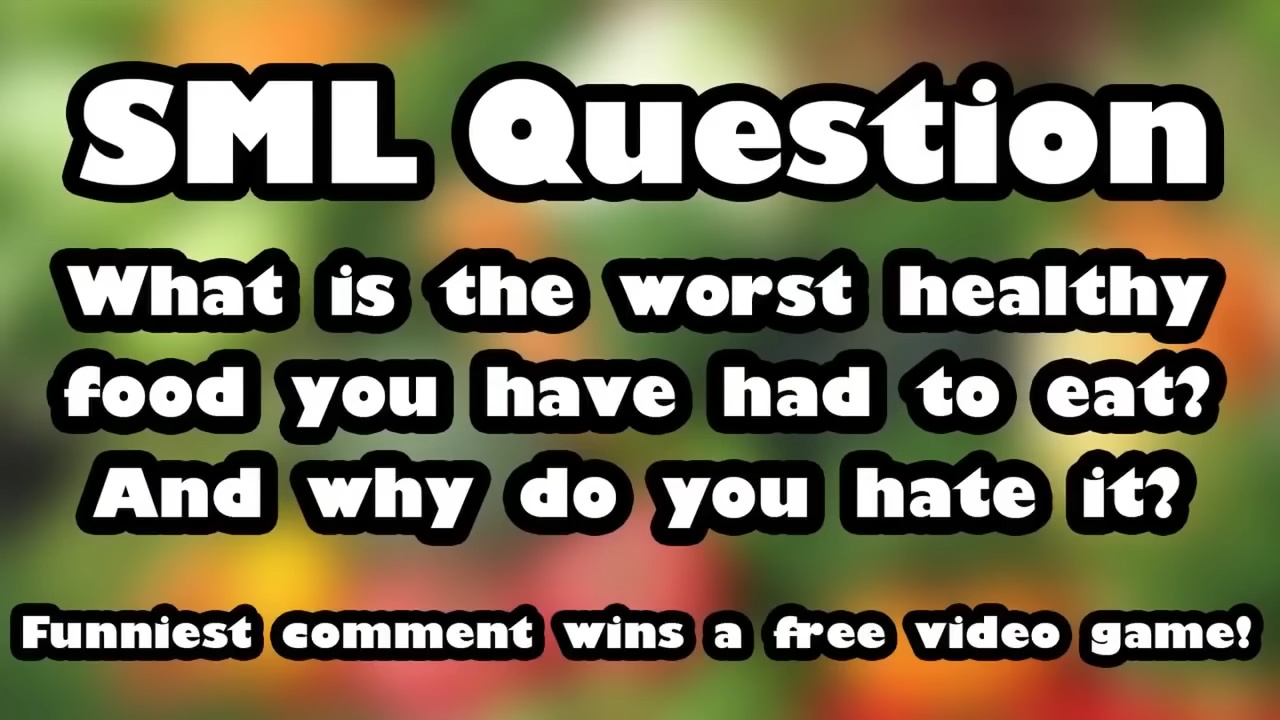 SML Question
What is the worst healthy
food you have had to eat?
And why do you hate it?
Funniest comment wins a free video game!